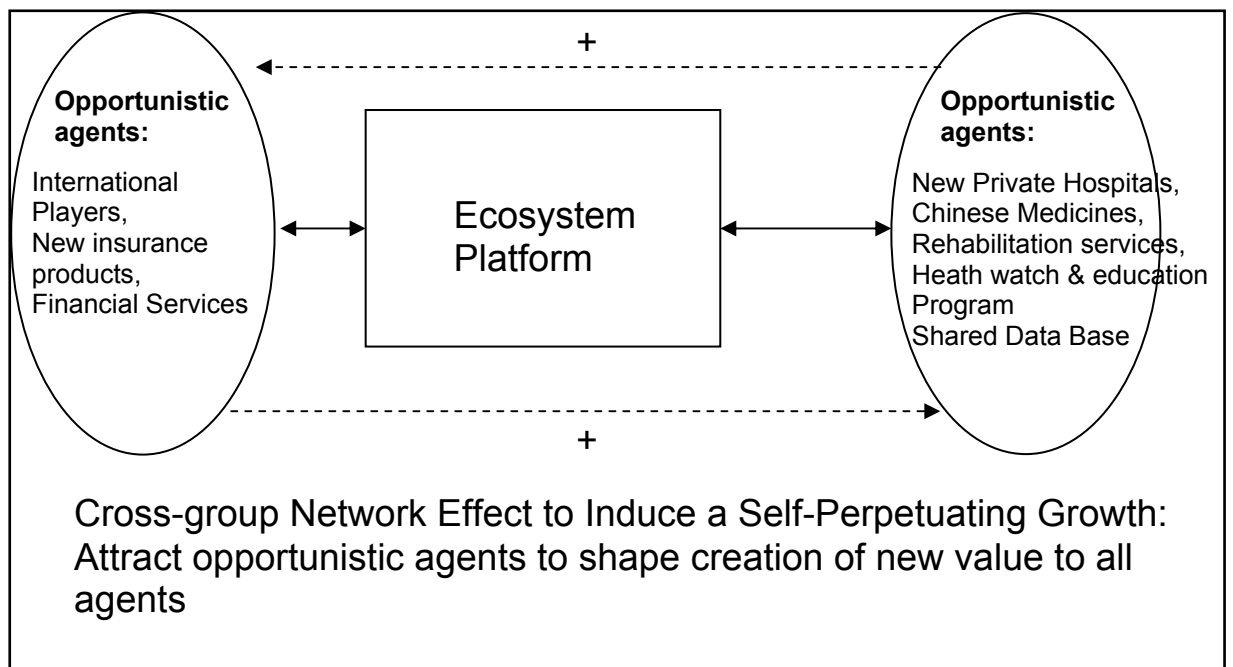 +
Opportunistic
agents:
International
Players,
New insurance
products,
Financial Services
Ecosystem
Platform
Opportunistic
agents:
New Private Hospitals,
Chinese Medicines,
Rehabilitation services,
Heath watch & education
Program
Shared Data Base
+
Cross-group Network Effect to Induce a Self-Perpetuating Growth:
Attract opportunistic agents to shape creation of new value to all
agents